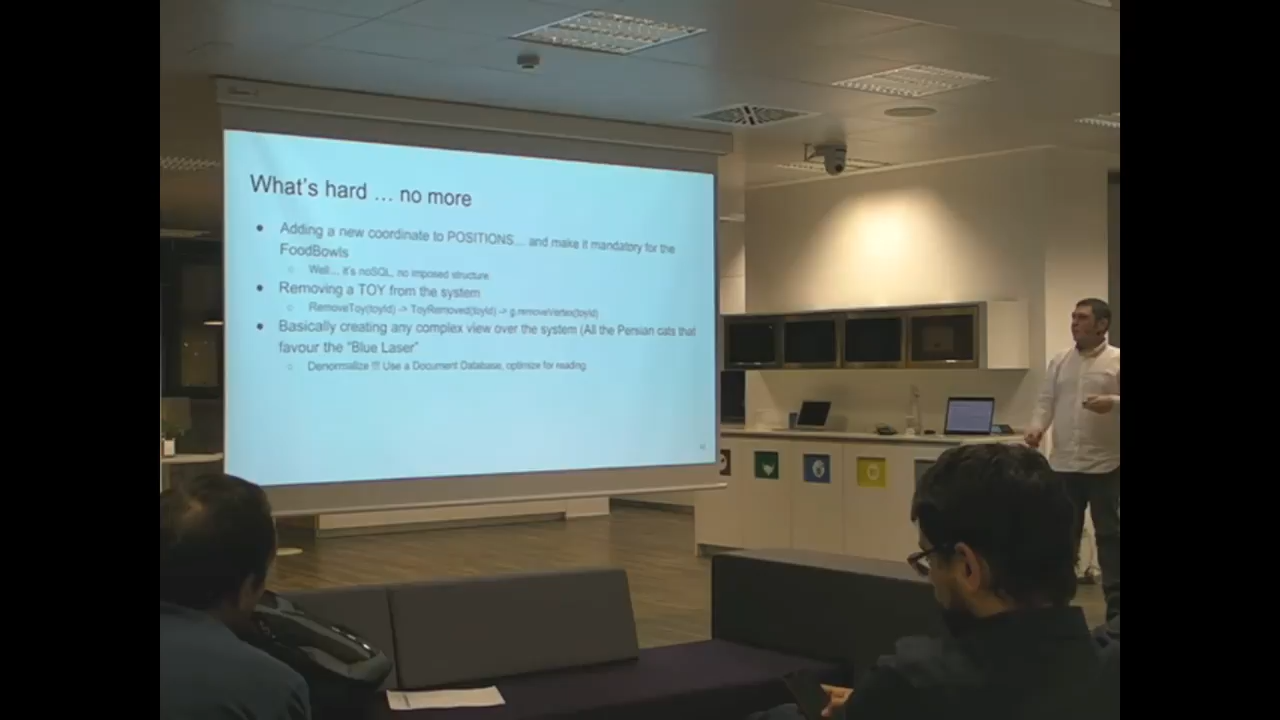 What's hard … no more
● Adding a new coordinate to POSITIONS… and make it mandatory for the
FoodBowls
○ Well… it's noSQL, no imposed structure
● Removing a TOY from the system
○ RemoveToy(toyId) -> ToyRemoved(toyId) -> g.removeVertex(toyId)
● Basically creating any complex view over the system (All the Persian cats that
favour the "Blue Laser"
○ Denormalize !!! Use a Document Database, optimize for reading